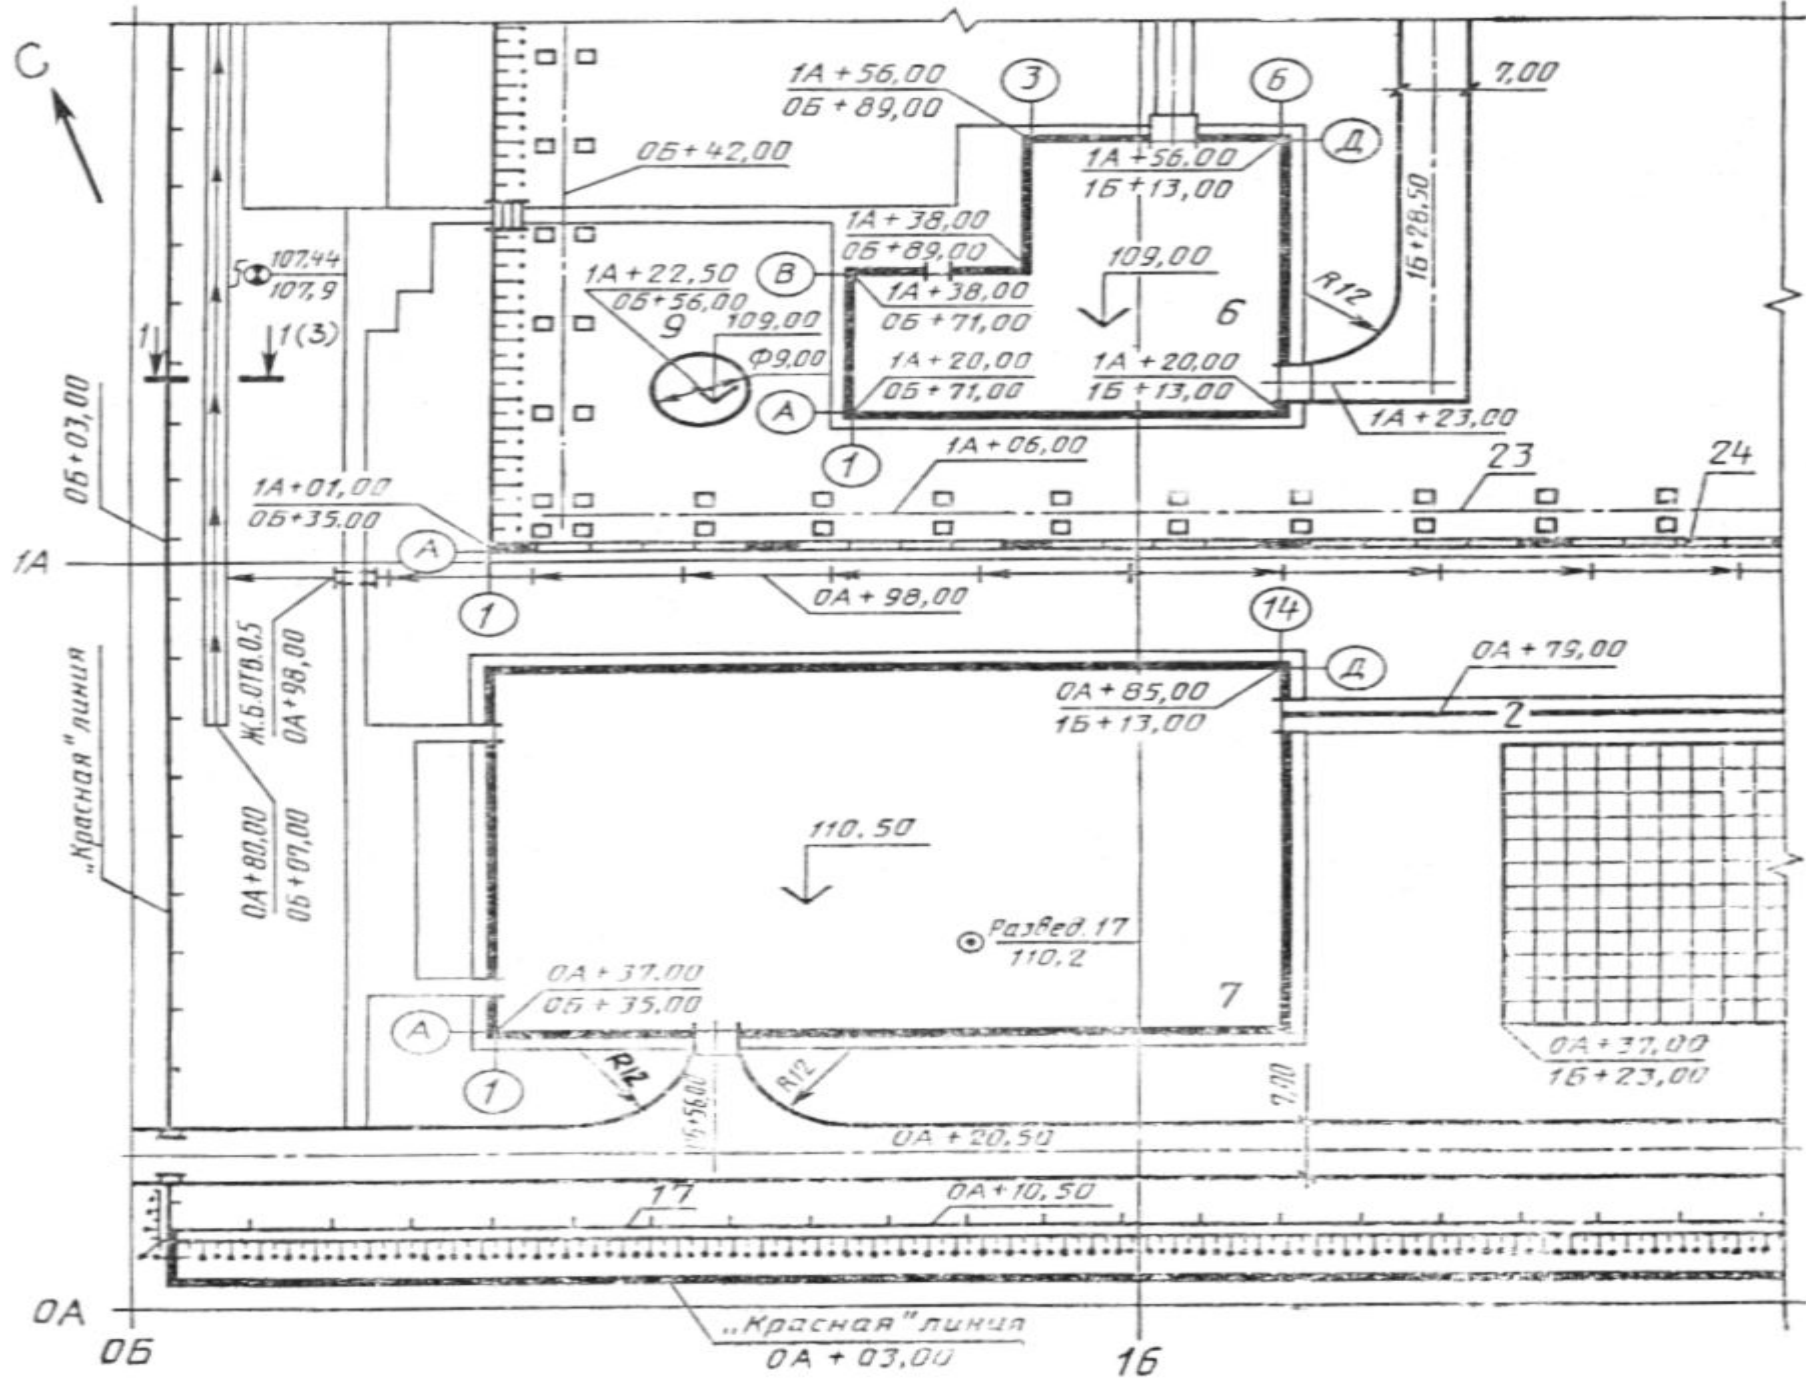 С
1А+56,00
0Б+89,00
3
Б
7,00
0Б+42,00
1А+56,00
1Б+13,00
Д
1Б+28,50
1А+38,00
0Б+89,00
5
107,44
107,9
1А+22,50
0Б+56,00
В
109,00
R12
1А+38,00
0Б+71,00
6
9
109,00
1
1(3)
Ф9,00
1А+20,00
0Б+71,00
1А+20,00
1Б+13,00
0Б+03,00
А
1А+23,00
1
1А+06,00
23
24
1А+01,00
0Б+35.00
А
1А
1
0А+98,00
14
Ж.Б.ОТВ.0.5
0А+98,00
0А+79,00
Д
0А+85,00
1Б+13,00
2
„Красная" линия
0А+80,00
0Б+07,00
110.50
Развед.17
110,2
0А+37.00
0Б+35,00
7
А
0А+37,00
1Б+23,00
1
R12
0Б+56,00
R12
7,00
0А+20,50
17
0А+10,50
0А
„Красная" линия
0А+03,00
0Б
1Б